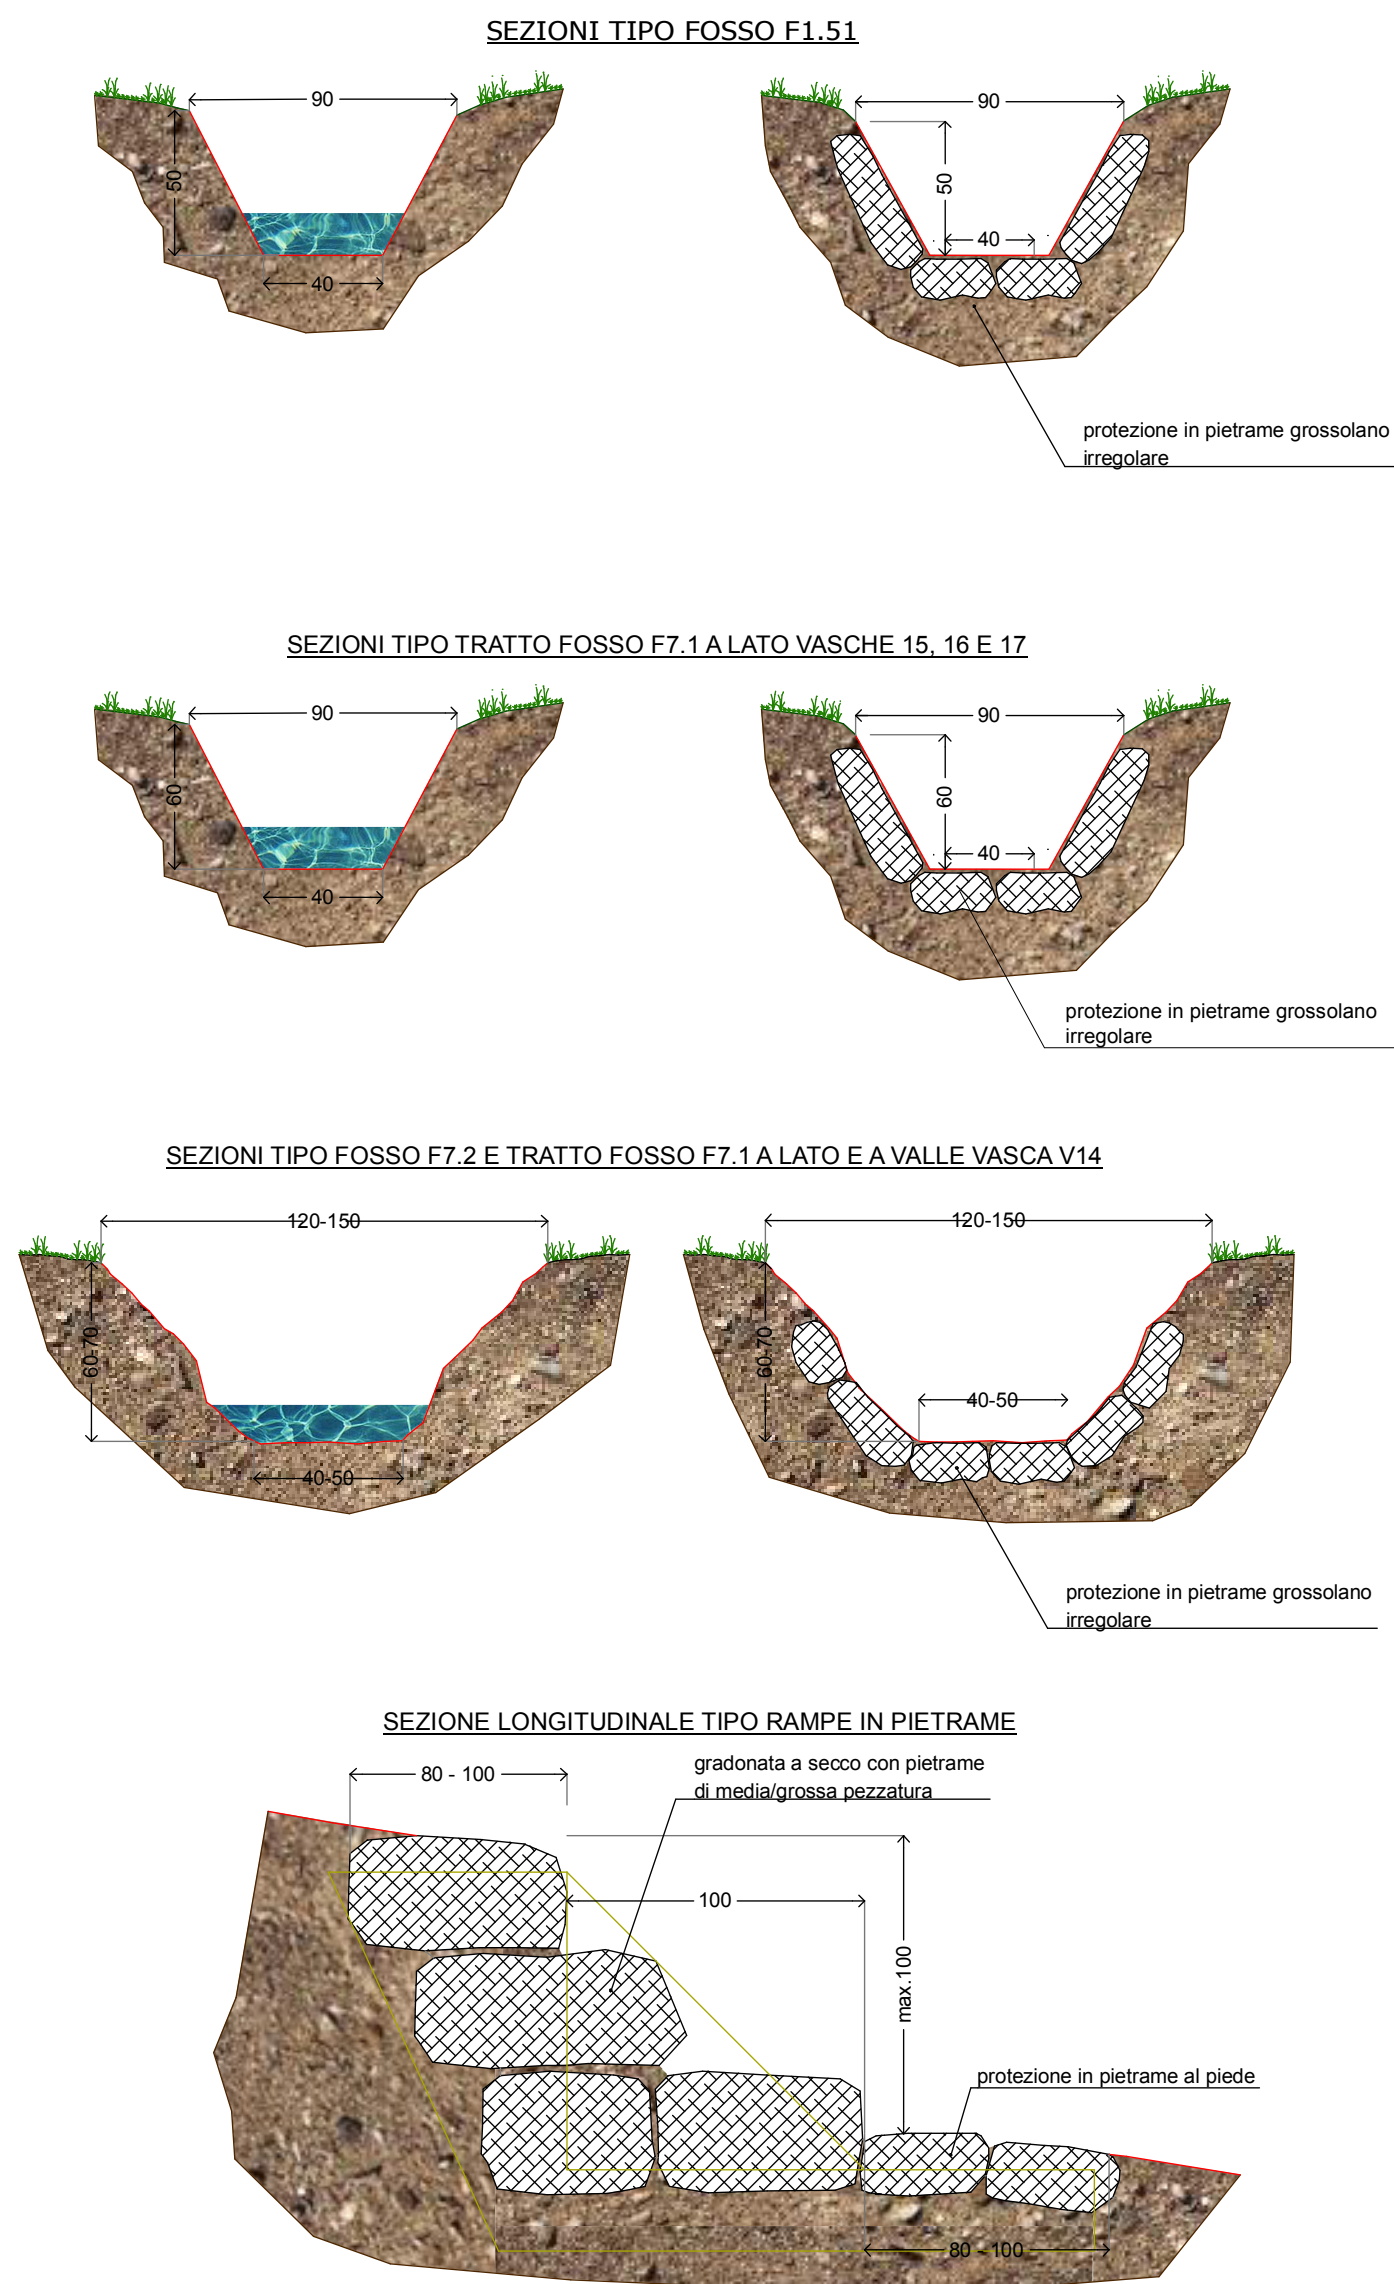 SEZIONI TIPO FOSSO F1.51
90
90
50
50
40
40
protezione in pietrame grossolano
irregolare
SEZIONI TIPO TRATTO FOSSO F7.1 A LATO VASCHE 15, 16 E 17
90
90
60
60
40
40
protezione in pietrame grossolano
irregolare
SEZIONI TIPO FOSSO F7.2 E TRATTO FOSSO F7.1 A LATO E A VALLE VASCA V14
120-150
120-150
60-70
60-70
40-50
40-50
protezione in pietrame grossolano
irregolare
SEZIONE LONGITUDINALE TIPO RAMPE IN PIETRAME
gradonata a secco con pietrame
di media/grossa pezzatura
80 - 100
100
max.100
protezione in pietrame al piede
80 - 100